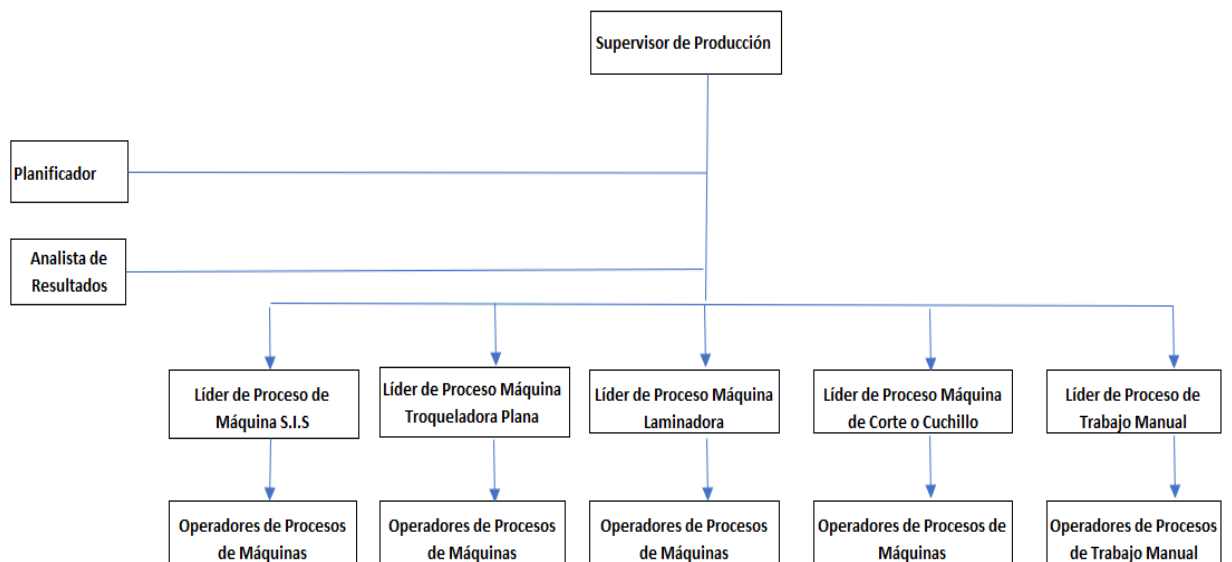 Supervisor de Producción
Planificador
Analista de
Resultados
Líder de Proceso de
Máquina S.I.S
Líder de Proceso Máquina
Troqueladora Plana
Líder de Proceso Máquina
Laminadora
Líder de Proceso Máquina
de Corte o Cuchillo
Líder de Proceso de
Trabajo Manual
Operadores de Procesos
de Máquinas
Operadores de Procesos
de Máquinas
Operadores de Procesos
de Máquinas
Operadores de Procesos de
Máquinas
Operadores de Procesos
de Trabajo Manual